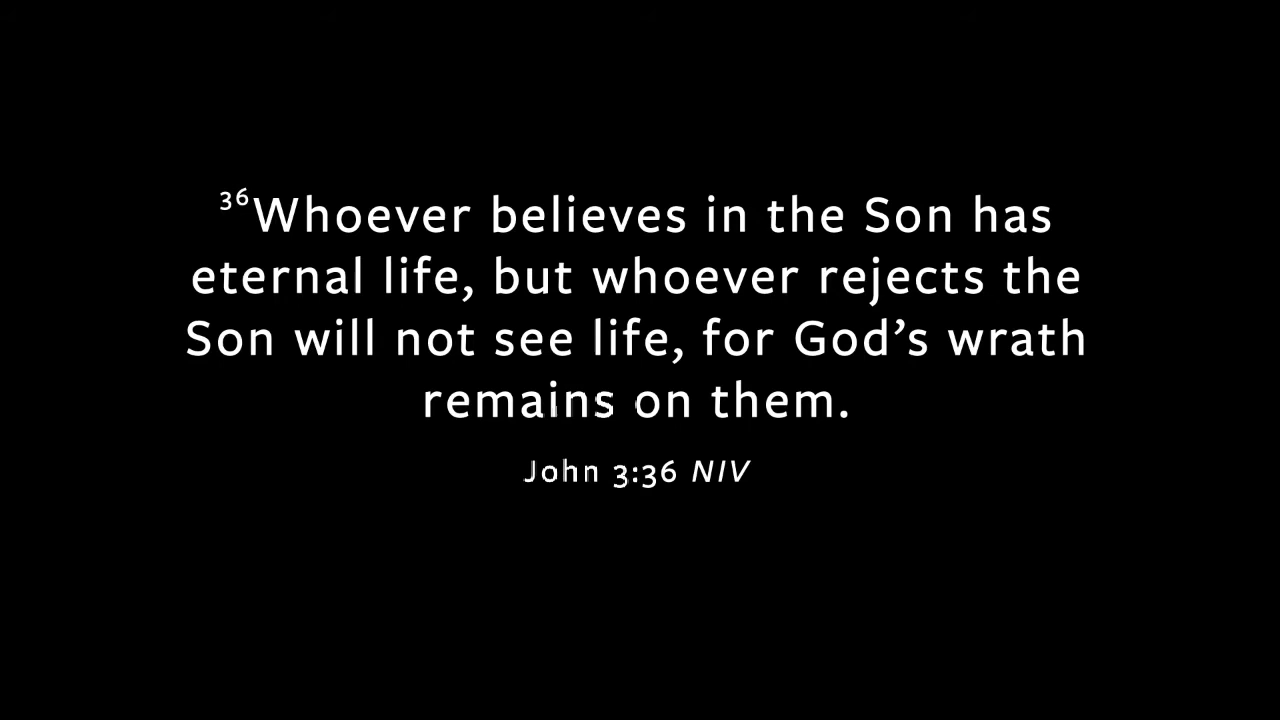 36Whoever believes in the Son has
eternal life, but whoever rejects the
Son will not see life, for God’s wrath
remains on them.
John 3:36 NIV